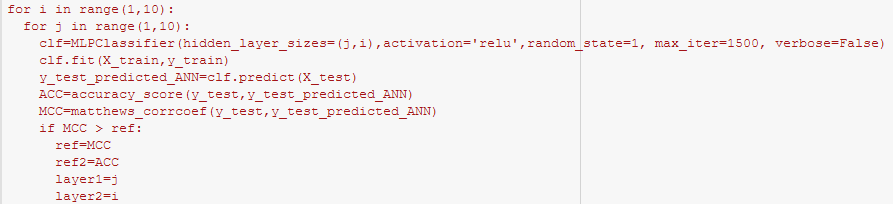 for i in range(1,10):
  for j in range(1,10):
    clf=MLPClassifier(hidden_layer_sizes=(j,i),activation='relu',random_state=1, max_iter=1500, verbose=False)
    clf.fit(X_train,y_train)
    y_test_predicted_ANN=clf.predict(X_test)
    ACC=accuracy_score(y_test,y_test_predicted_ANN)
    MCC=matthews_corrcoef(y_test,y_test_predicted_ANN)
    if MCC > ref:
      ref=MCC
      ref2=ACC
      layer1=j
      layer2=i